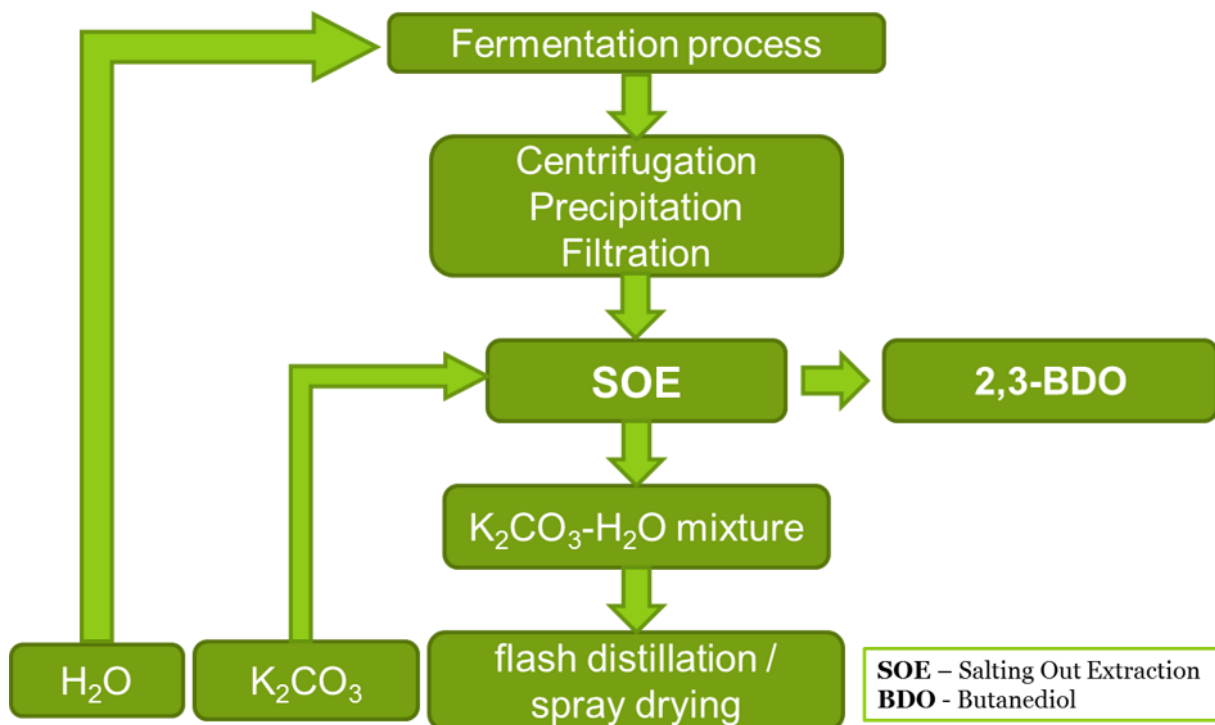 Fermentation process
Centrifugation
Precipitation
Filtration
SOE
2,3-BDO
K₂CO₃-H₂O mixture
H₂O
K₂CO₃
flash distillation /
spray drying
SOE – Salting Out Extraction
BDO - Butanediol